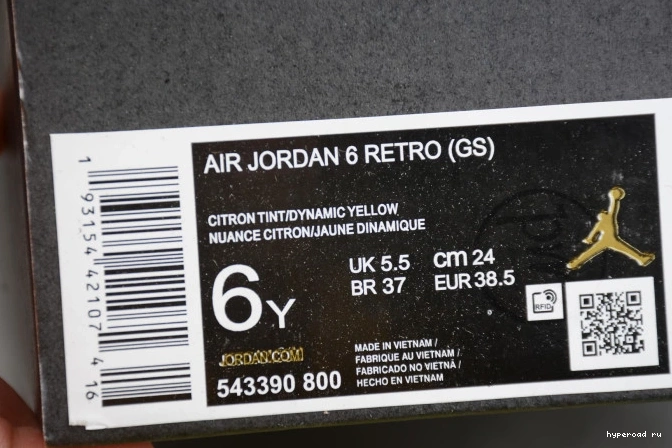 AIR JORDAN 6 RETRO (GS)
CITRON TINT/DYNAMIC YELLOW
NUANCE CITRON/JAUNE DINAMIQUE
6Y
UK 5.5 cm 24
BR 37 EUR 38.5
RFID
JORDAN.COM
543390 800
MADE IN VIETNAM /
FABRIQUE AU VIETNAM /
FABRICADO NO VIETNÃ /
HECHO EN VIETNAM
1 93154 42107 4 16
hyperoad ru